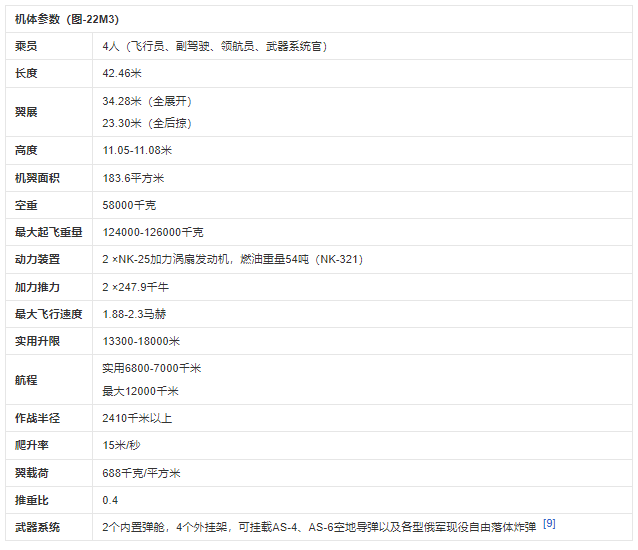 机体参数（图-22M3）
乘员 4人（飞行员、副驾驶、领航员、武器系统官）
长度 42.46米
翼展 34.28米（全展开）
23.30米（全后掠）
高度 11.05-11.08米
机翼面积 183.6平方米
空重 58000千克
最大起飞重量 124000-126000千克
动力装置 2 ×NK-25加力涡扇发动机，燃油重量54吨（NK-321）
加力推力 2 ×247.9千牛
最大飞行速度 1.88-2.3马赫
实用升限 13300-18000米
航程 实用6800-7000千米
最大12000千米
作战半径 2410千米以上
爬升率 15米/秒
翼载荷 688千克/平方米
推重比 0.4
武器系统 2个内置弹舱，4个外挂架，可挂载AS-4、AS-6空地导弹以及各型俄军现役自由落体炸弹 [9]